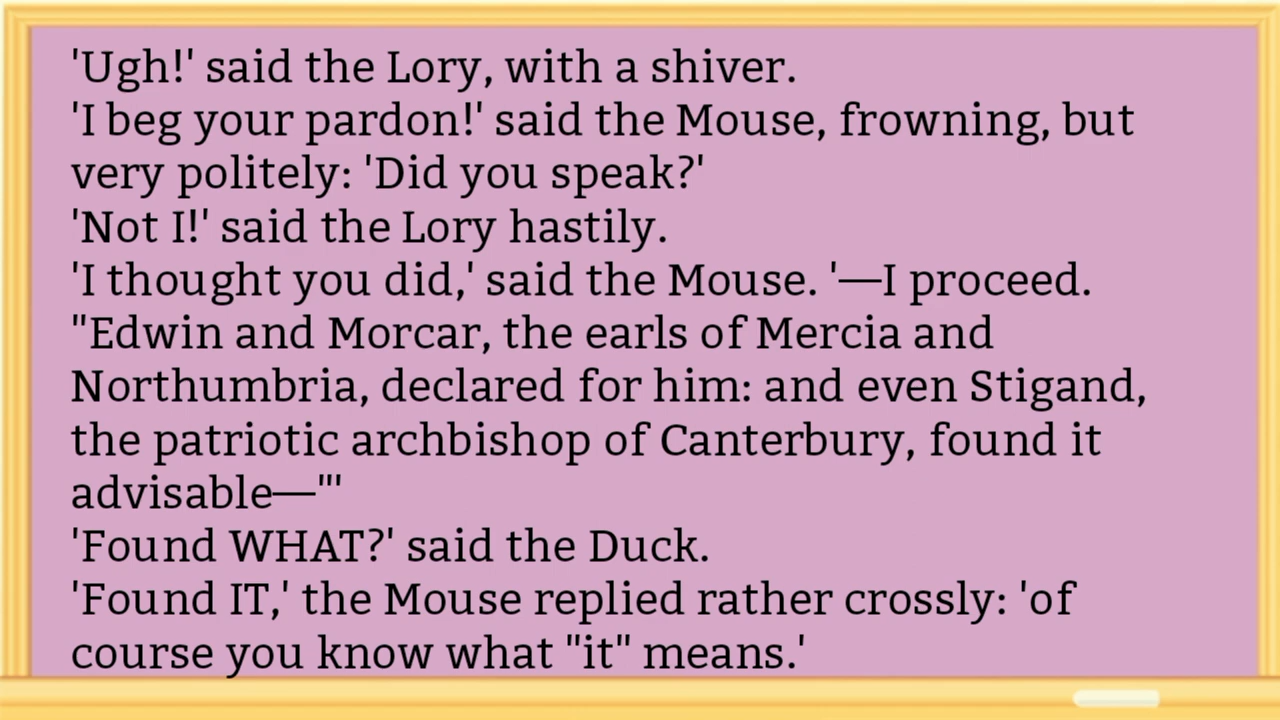 'Ugh!' said the Lory, with a shiver.
'I beg your pardon!' said the Mouse, frowning, but
very politely: 'Did you speak?'
'Not I!' said the Lory hastily.
'I thought you did,' said the Mouse. '—I proceed.
"Edwin and Morcar, the earls of Mercia and
Northumbria, declared for him: and even Stigand,
the patriotic archbishop of Canterbury, found it
advisable—"'
'Found WHAT?' said the Duck.
'Found IT,' the Mouse replied rather crossly: 'of
course you know what "it" means.'